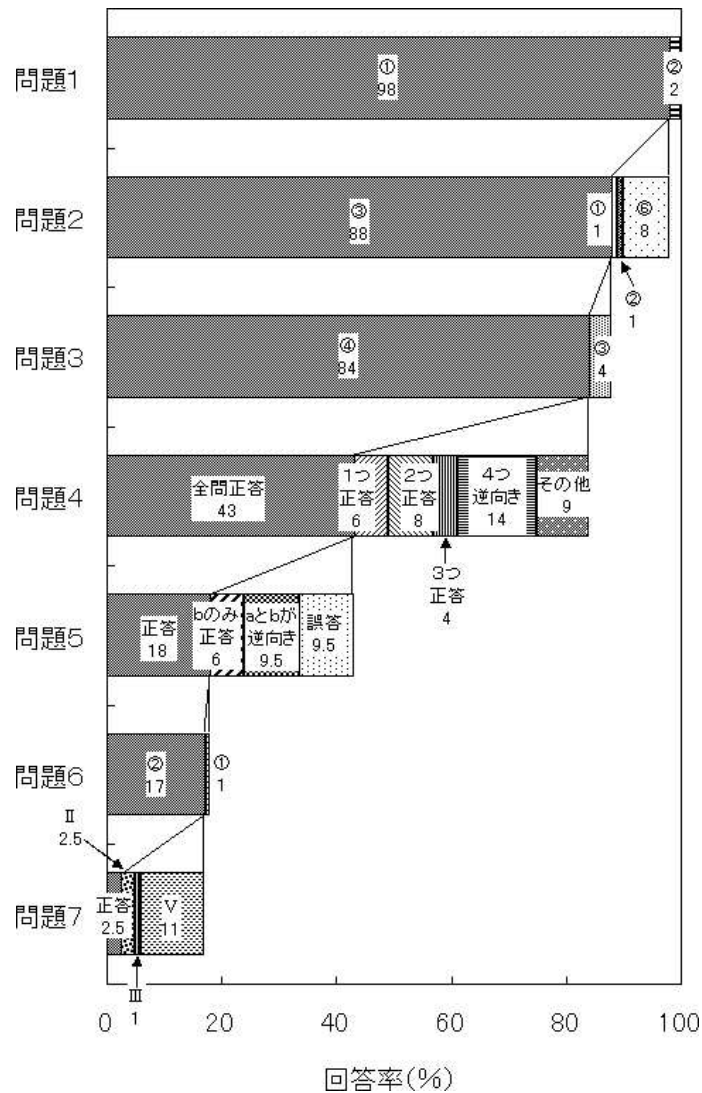 問題1
①
98
②
2
問題2
③
88
①
1
⑥
8
②
1
問題3
④
84
③
4
問題4
全問正答
43
1つ
正答
6
2つ
正答
8
4つ
逆向き
14
その他
9
3つ
正答
4
問題5
正答
18
bのみ
正答
6
aとbが
逆向き
9.5
誤答
9.5
問題6
②
17
①
1
Ⅱ
2.5
問題7
正答
2.5
Ⅴ
11
Ⅲ
1
0 20 40 60 80 100
回答率(%)